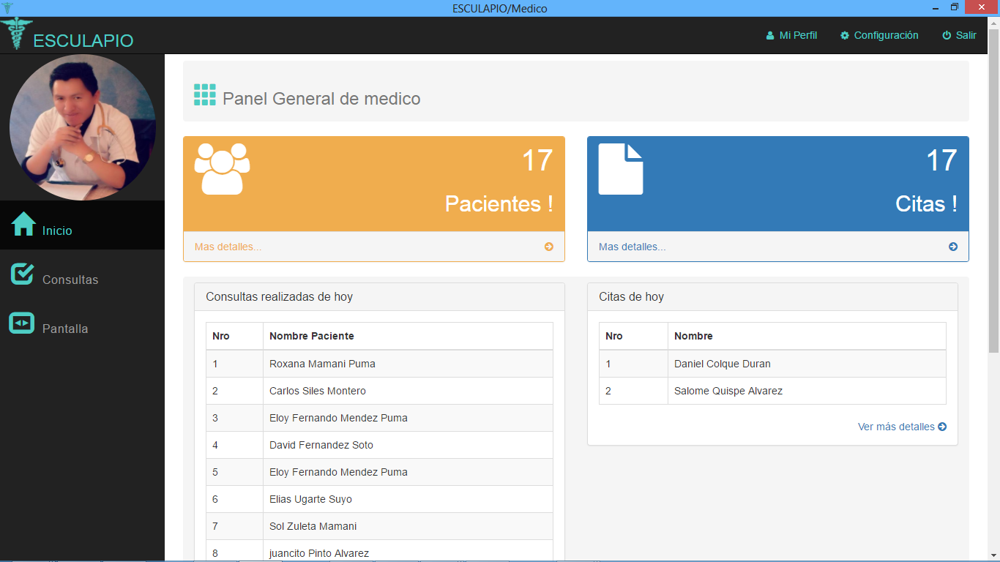 ESCULAPIO/Medico
ESCULAPIO
Mi Perfil
Configuración
Salir
Inicio
Consultas
Pantalla
Panel General de medico
17
Pacientes !
Mas detalles...
17
Citas !
Mas detalles...
Consultas realizadas de hoy
Nro Nombre Paciente
1 Roxana Mamani Puma
2 Carlos Siles Montero
3 Eloy Fernando Mendez Puma
4 David Fernandez Soto
5 Eloy Fernando Mendez Puma
6 Elias Ugarte Suyo
7 Sol Zuleta Mamani
8 juancito Pinto Alvarez
Citas de hoy
Nro Nombre
1 Daniel Colque Duran
2 Salome Quispe Alvarez
Ver más detalles